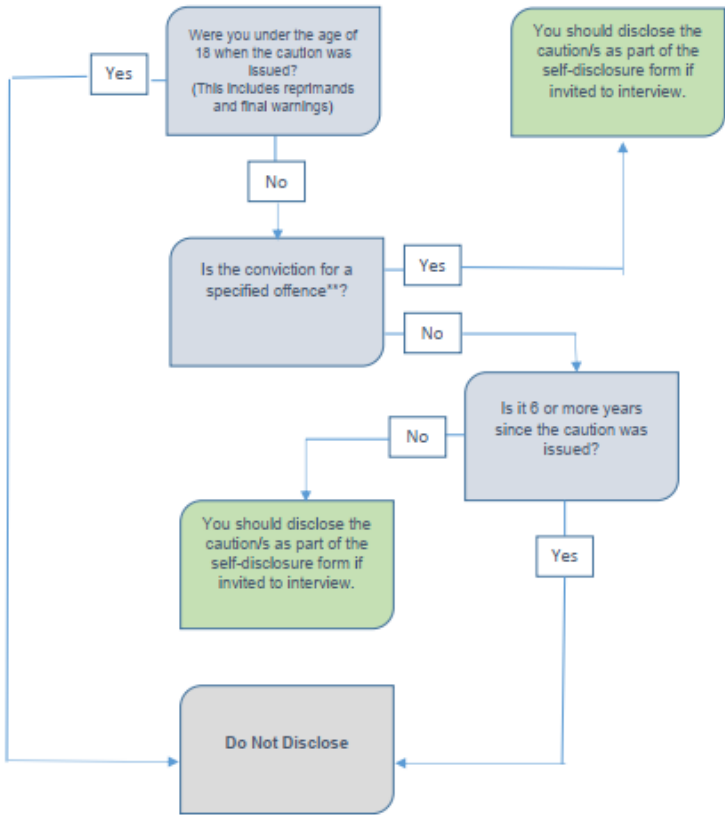 Were you under the age of
18 when the caution was
issued?
(This includes reprimands
and final warnings)
You should disclose the
caution/s as part of the
self-disclosure form if
invited to interview.
Yes
No
Is the conviction for a
specified offence**?
Yes
No
Is it 6 or more years
since the caution was
issued?
No
You should disclose the
caution/s as part of the
self-disclosure form if
invited to interview.
Yes
Do Not Disclose